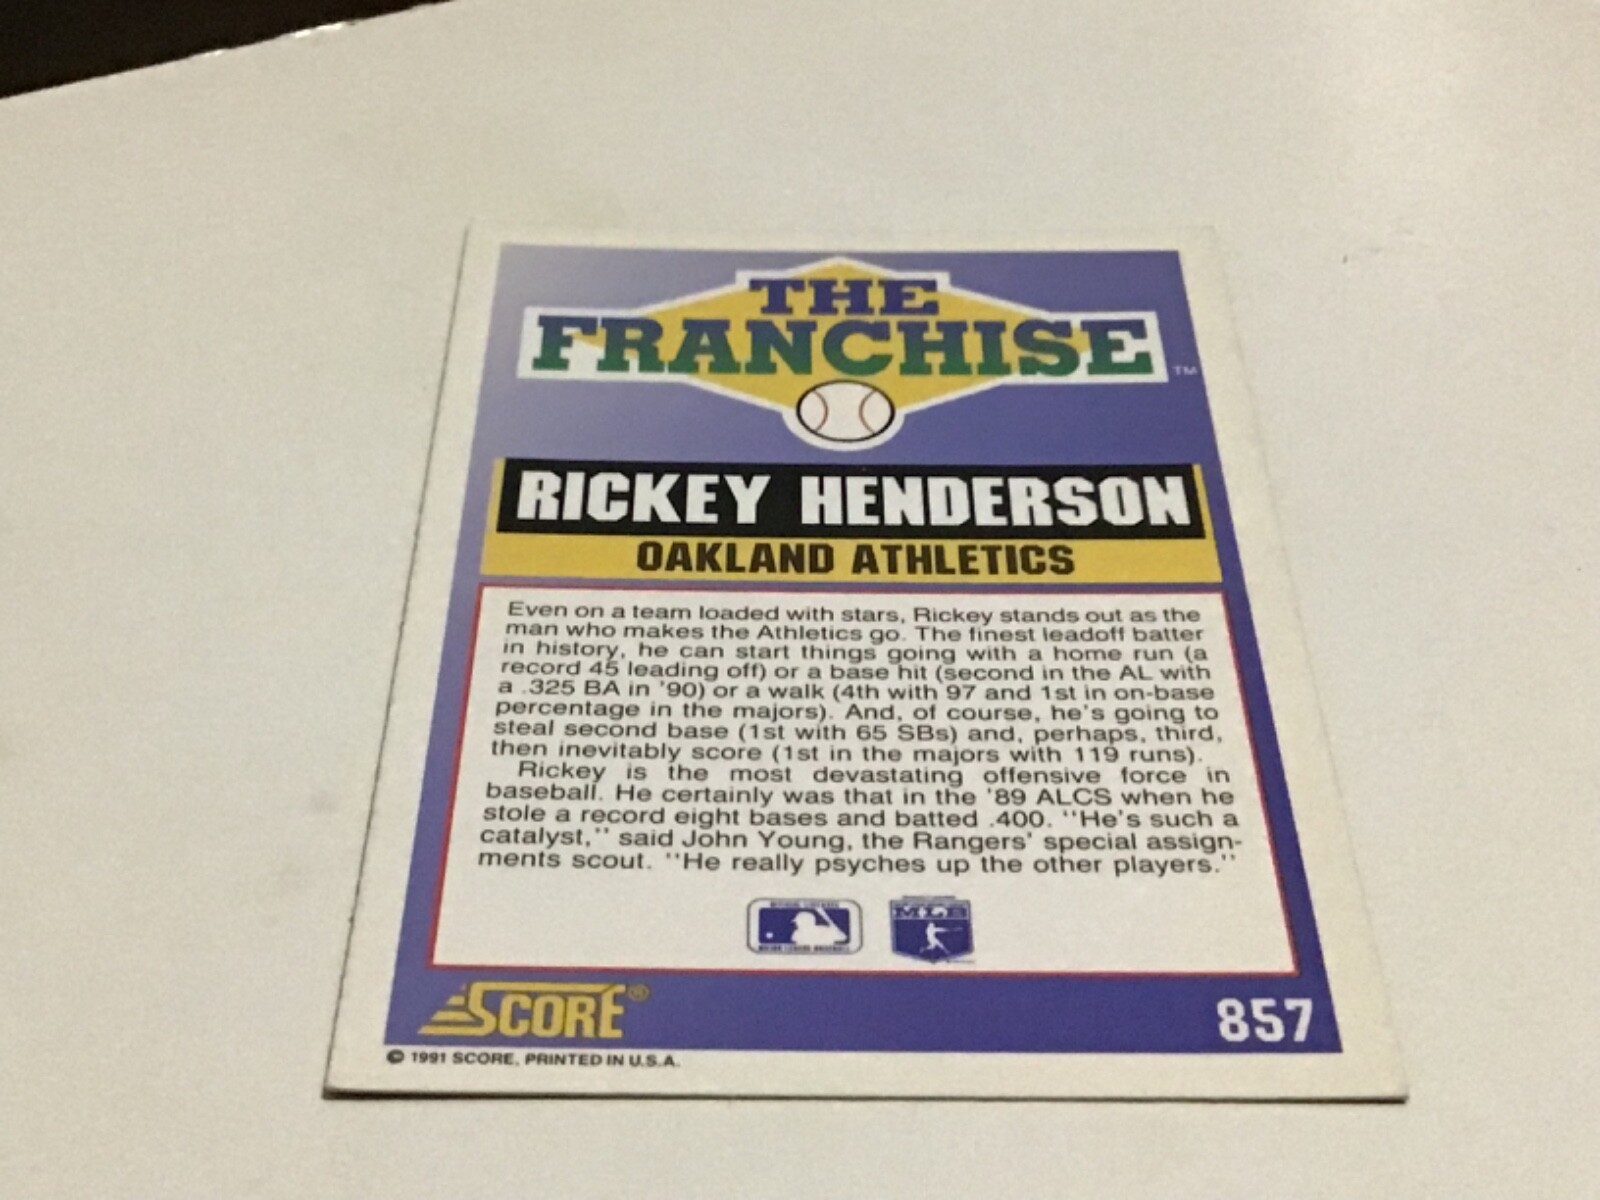 THE
FRANCHISE
TM
RICKEY HENDERSON
OAKLAND ATHLETICS
Even on a team loaded with stars, Rickey stands out as the
man who makes the Athletics go. The finest leadoff batter
in history, he can start things going with a home run (a
record 45 leading off) or a base hit (second in the AL with
a .325 BA in '90) or a walk (4th with 97 and 1st in on-base
percentage in the majors). And, of course, he's going to
steal second base (1st with 65 SBs) and, perhaps, third,
then inevitably score (1st in the majors with 119 runs).
Rickey is the most devastating offensive force in
baseball. He certainly was that in the '89 ALCS when he
stole a record eight bases and batted .400. "He's such a
catalyst," said John Young, the Rangers' special assign-
ments scout. "He really psyches up the other players."
MLB
SCORE®
857
© 1991 SCORE, PRINTED IN U.S.A.